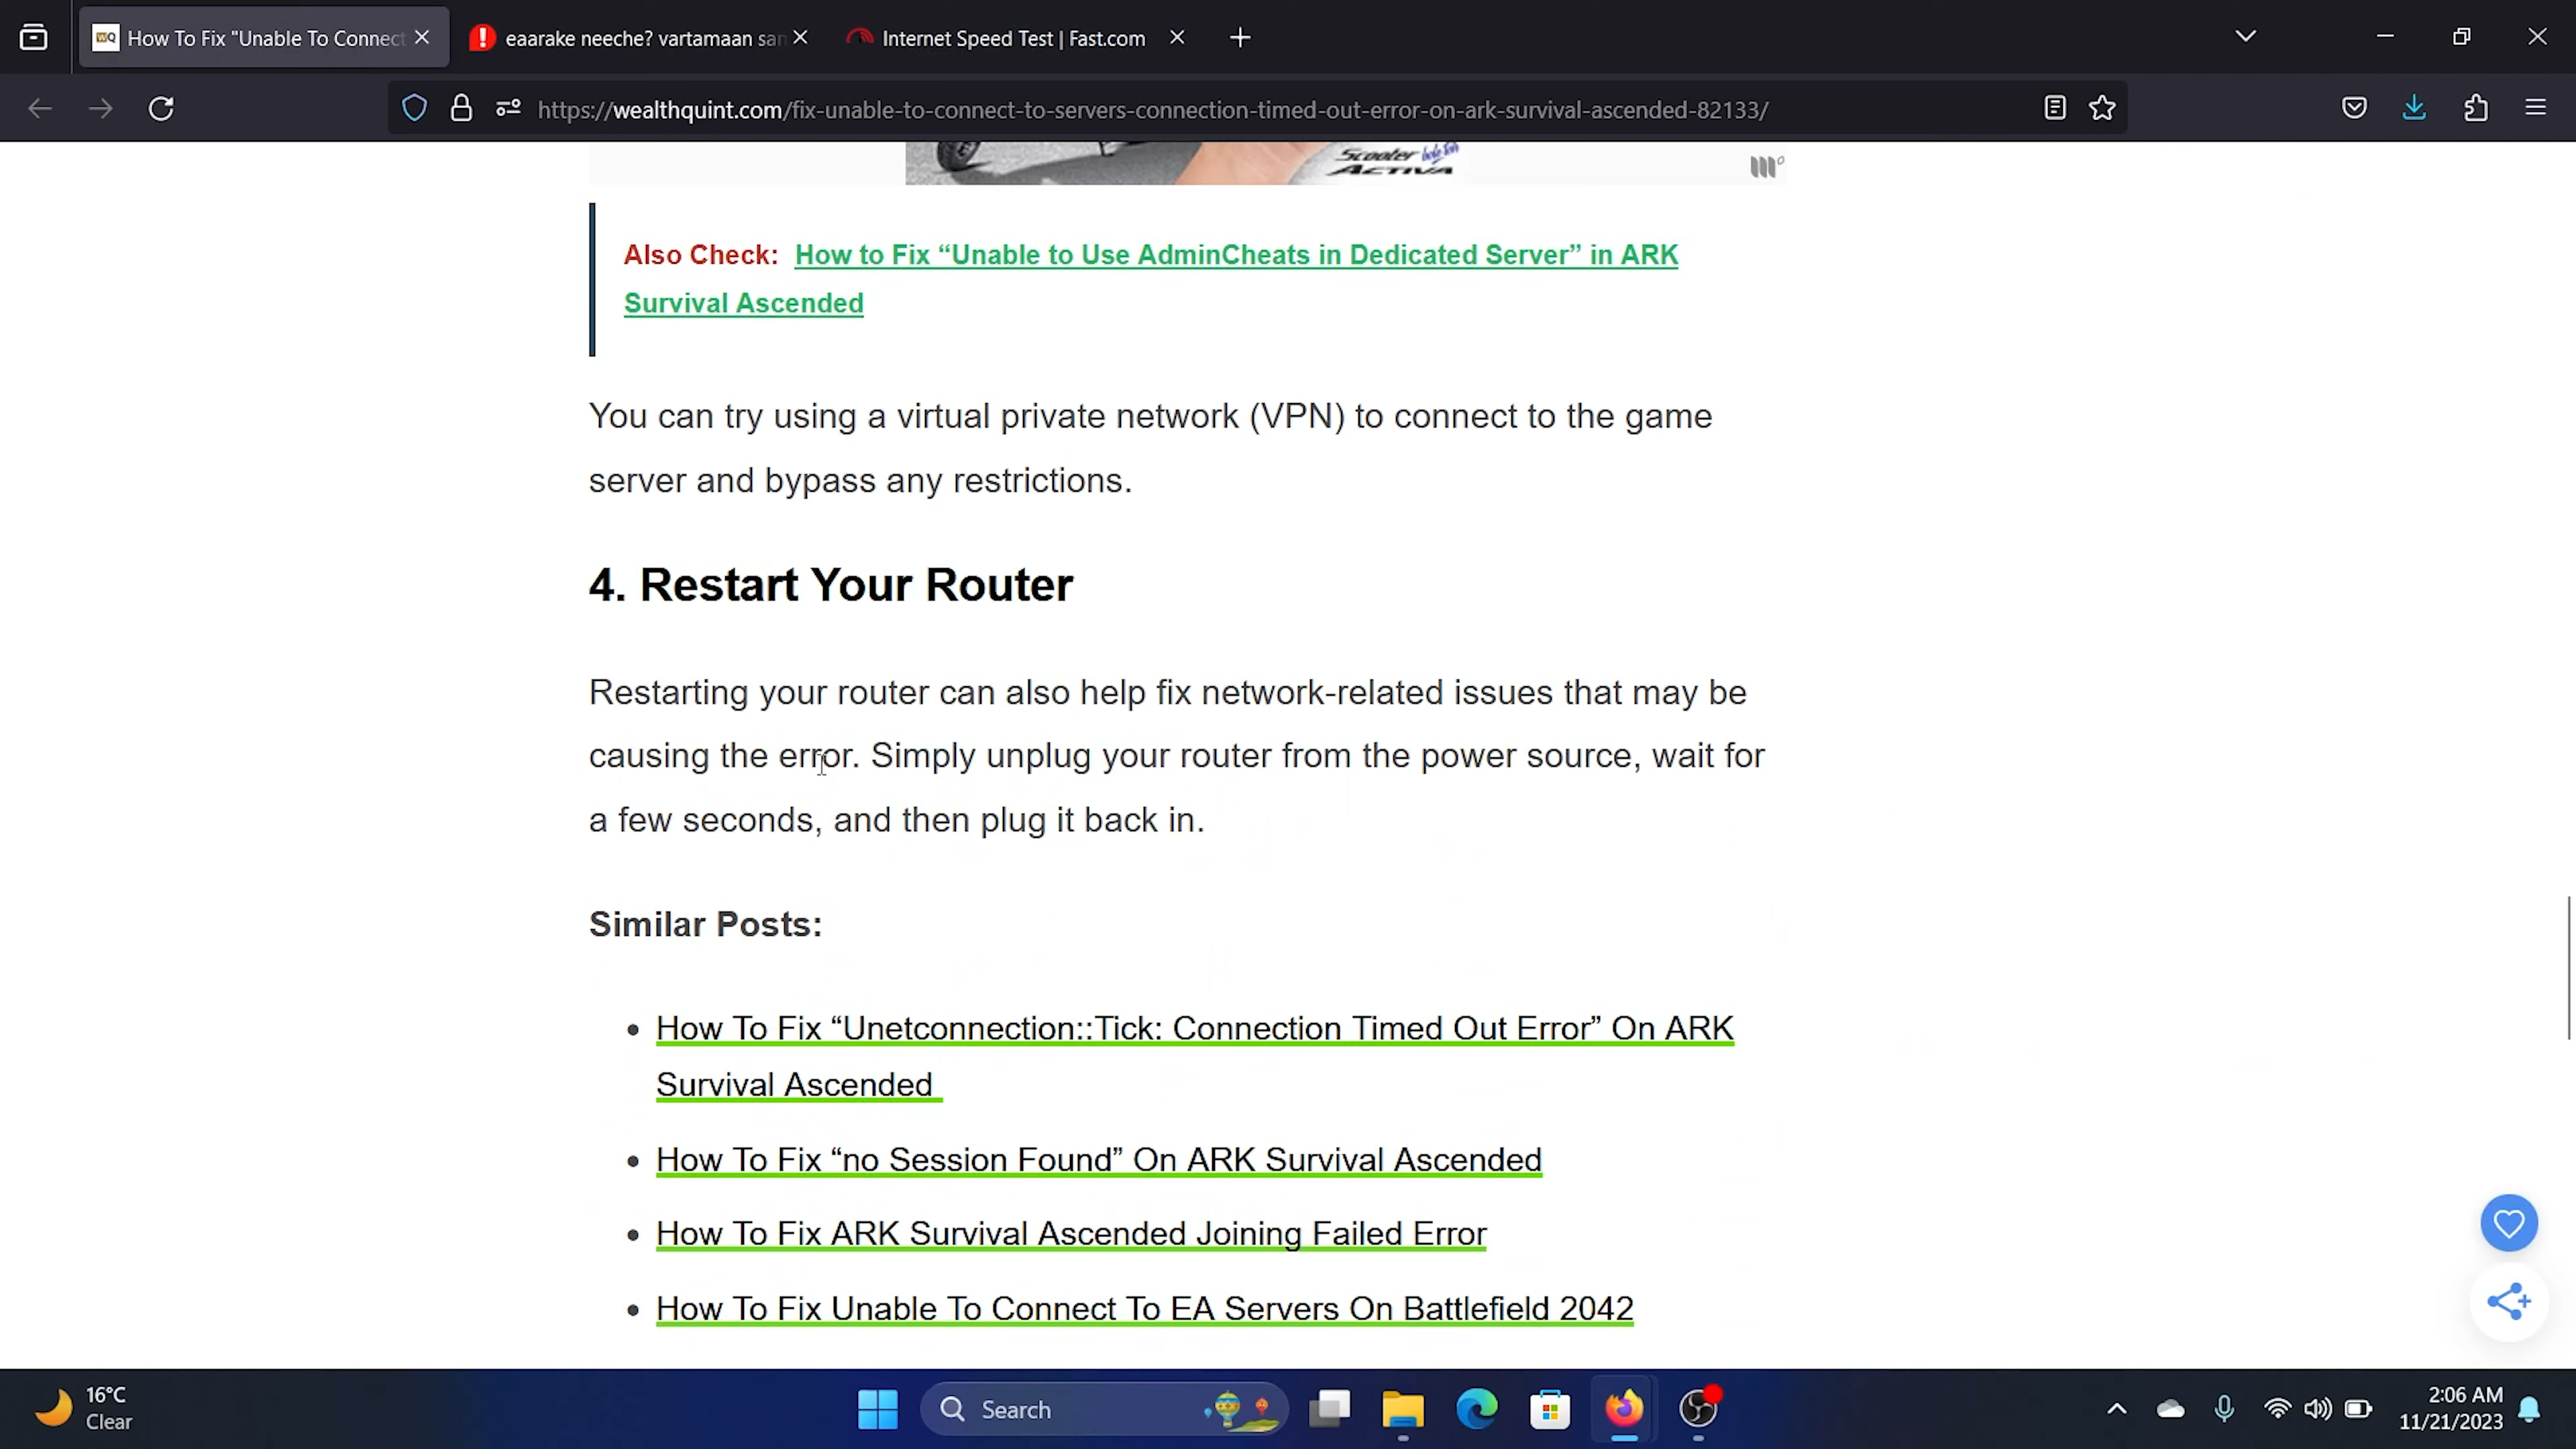 WQ How To Fix "Unable To Connect
eaarake neeche? vartamaan san
Internet Speed Test | Fast.com
https://wealthquint.com/fix-unable-to-connect-to-servers-connection-timed-out-error-on-ark-survival-ascended-82133/
Scooter bole toh
ACTIVA
Also Check: How to Fix “Unable to Use AdminCheats in Dedicated Server” in ARK
Survival Ascended
You can try using a virtual private network (VPN) to connect to the game
server and bypass any restrictions.
4. Restart Your Router
Restarting your router can also help fix network-related issues that may be
causing the error. Simply unplug your router from the power source, wait for
a few seconds, and then plug it back in.
Similar Posts:
How To Fix “Unetconnection::Tick: Connection Timed Out Error” On ARK
Survival Ascended
How To Fix “no Session Found” On ARK Survival Ascended
How To Fix ARK Survival Ascended Joining Failed Error
How To Fix Unable To Connect To EA Servers On Battlefield 2042
16°C
Clear
Search
2:06 AM
11/21/2023